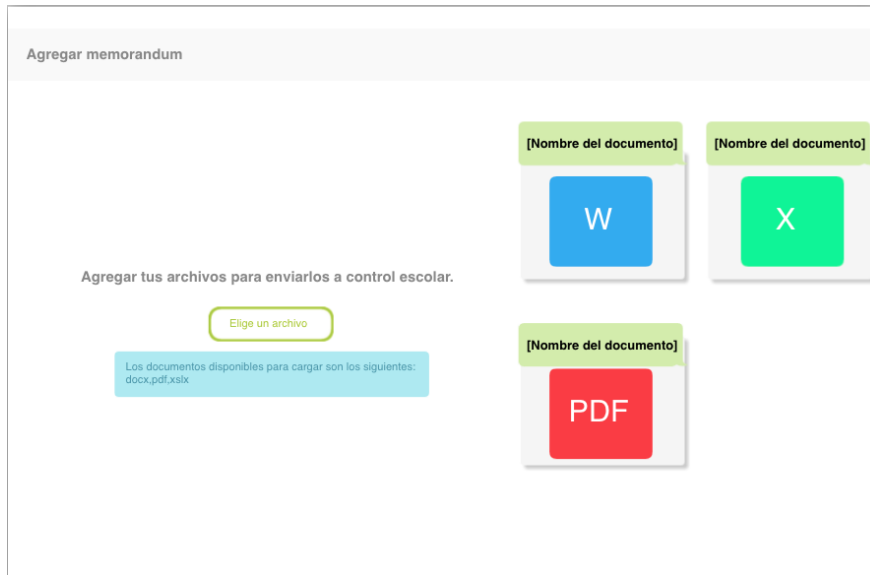 Agregar memorandum
[Nombre del documento]
[Nombre del documento]
W
X
Agregar tus archivos para enviarlos a control escolar.
Elige un archivo
Los documentos disponibles para cargar son los siguientes:
docx,pdf,xslx
[Nombre del documento]
PDF